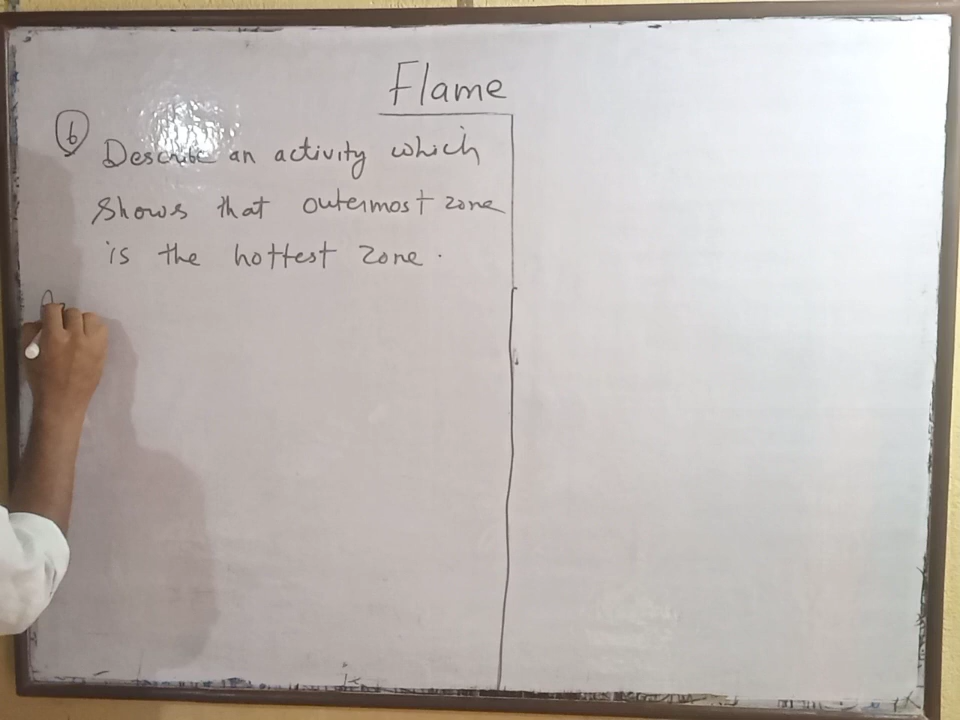 Flame
6 Describe an activity which
shows that outermost zone
is the hottest zone.